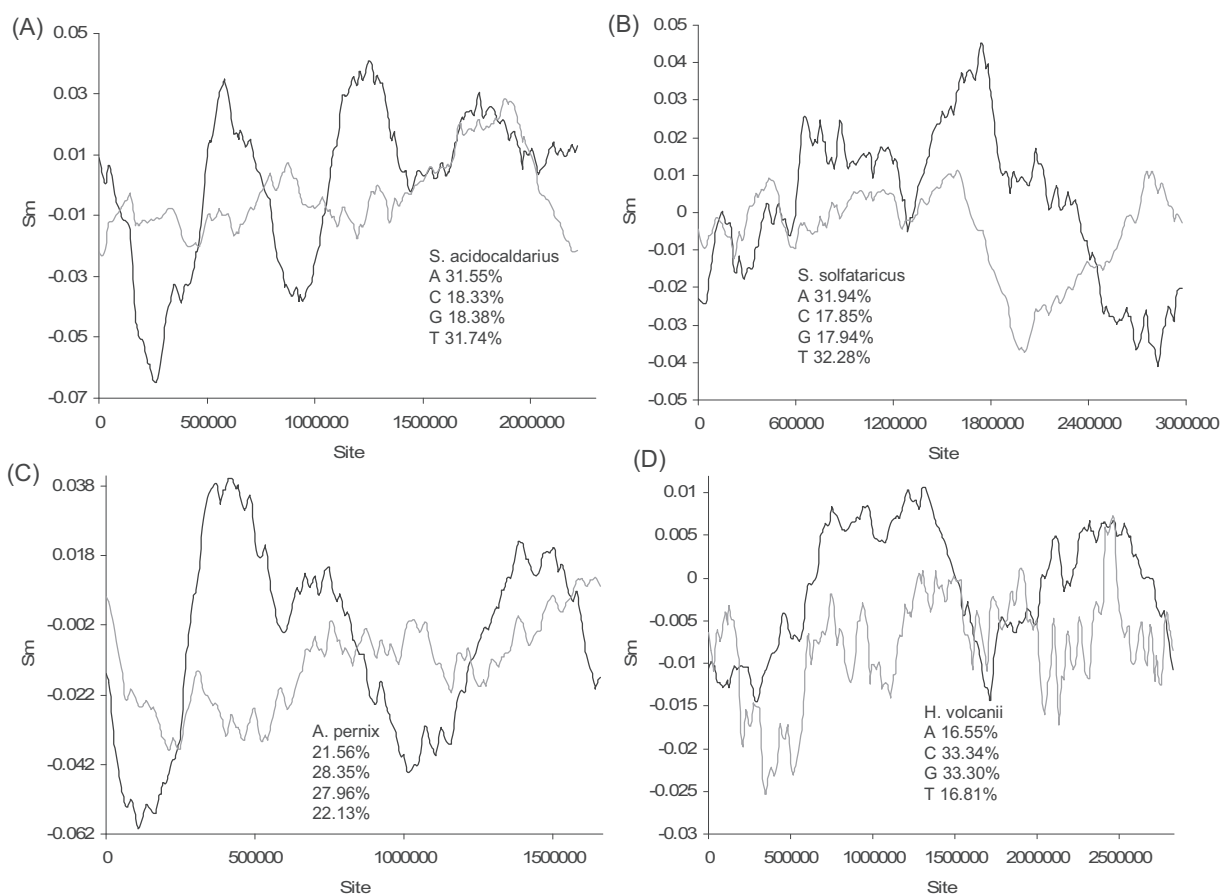 (A)
0.07
0.05
0.03
0.01
-0.01
-0.03
-0.05
-0.07
Sm
S. acidocaldarius
A 31.55%
C 18.33%
G 18.38%
T 31.74%
0 500000 1000000 1500000 2000000
Site
(B)
0.05
0.04
0.03
0.02
0.01
0
-0.01
-0.02
-0.03
-0.04
0.05
Sm
S. solfataricus
A 31.94%
C 17.85%
G 17.94%
T 32.28%
0 600000 1200000 1800000 2400000 3000000
Site
(C)
0.038
0.018
-0.002
-0.022
-0.042
-0.062
Sm
A. pernix
21.56%
28.35%
27.96%
22.13%
0 500000 1000000 1500000
Site
(D)
0.01
0.005
0
-0.005
-0.01
-0.015
-0.02
-0.025
-0.03
Sm
H. volcanii
A 16.55%
C 33.34%
G 33.30%
T 16.81%
0 500000 1000000 1500000 2000000 2500000
Site